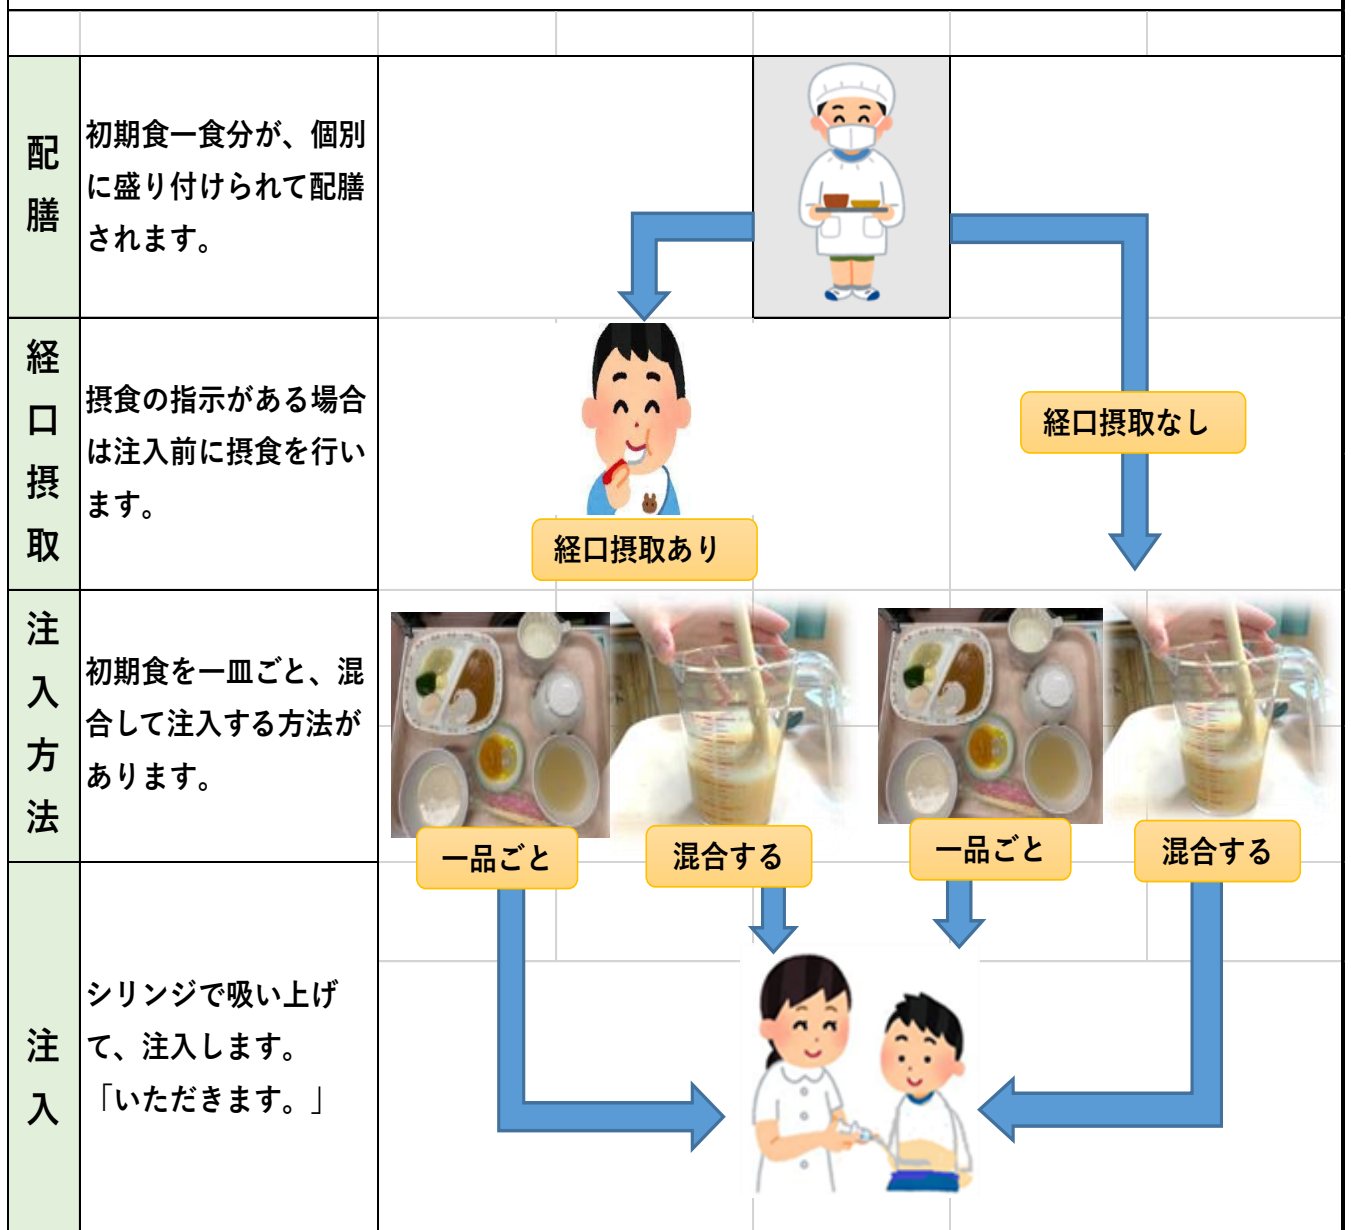 配膳
初期食一食分が、個別
に盛り付けられて配膳
されます。
経口摂取
摂食の指示がある場合
は注入前に摂食を行い
ます。
経口摂取なし
経口摂取あり
注入方法
初期食を一皿ごと、混
合して注入する方法が
あります。
一品ごと
混合する
一品ごと
混合する
注入
シリンジで吸い上げ
て、注入します。
「いただきます。」